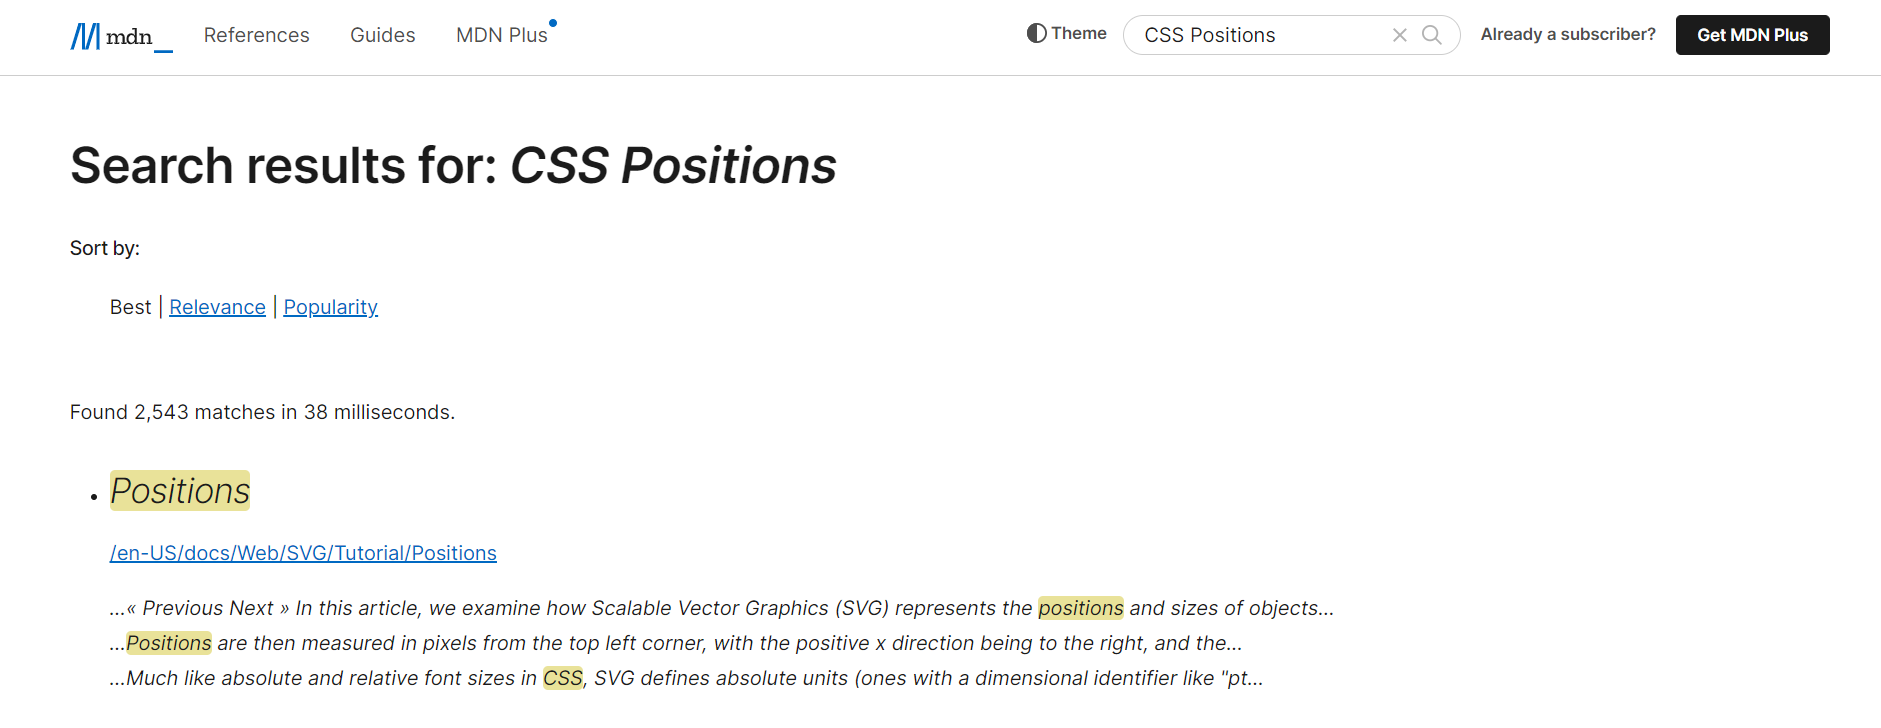 mdn_ References Guides MDN Plus Theme CSS Positions Already a subscriber? Get MDN Plus
Search results for: CSS Positions
Sort by:
Best | Relevance | Popularity
Found 2,543 matches in 38 milliseconds.
• Positions
/en-US/docs/Web/SVG/Tutorial/Positions
...« Previous Next » In this article, we examine how Scalable Vector Graphics (SVG) represents the positions and sizes of objects...
...Positions are then measured in pixels from the top left corner, with the positive x direction being to the right, and the...
...Much like absolute and relative font sizes in CSS, SVG defines absolute units (ones with a dimensional identifier like "pt...